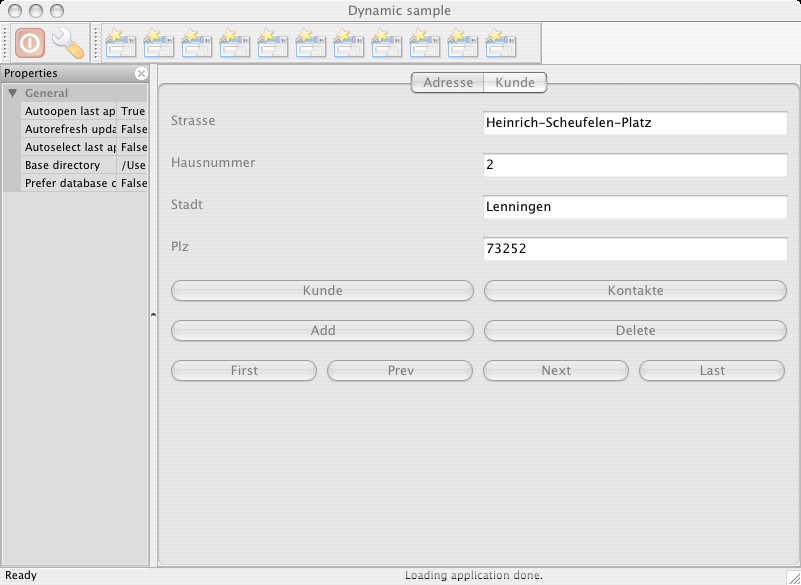 Dynamic sample
Properties
General
Autoopen last ap True
Autorefresh upda False
Autoselect last ap False
Base directory /Use
Prefer database c False
Adresse Kunde
Strasse Heinrich-Scheufelen-Platz
Hausnummer 2
Stadt Lenningen
Plz 73252
Kunde Kontakte
Add Delete
First Prev Next Last
Ready Loading application done.